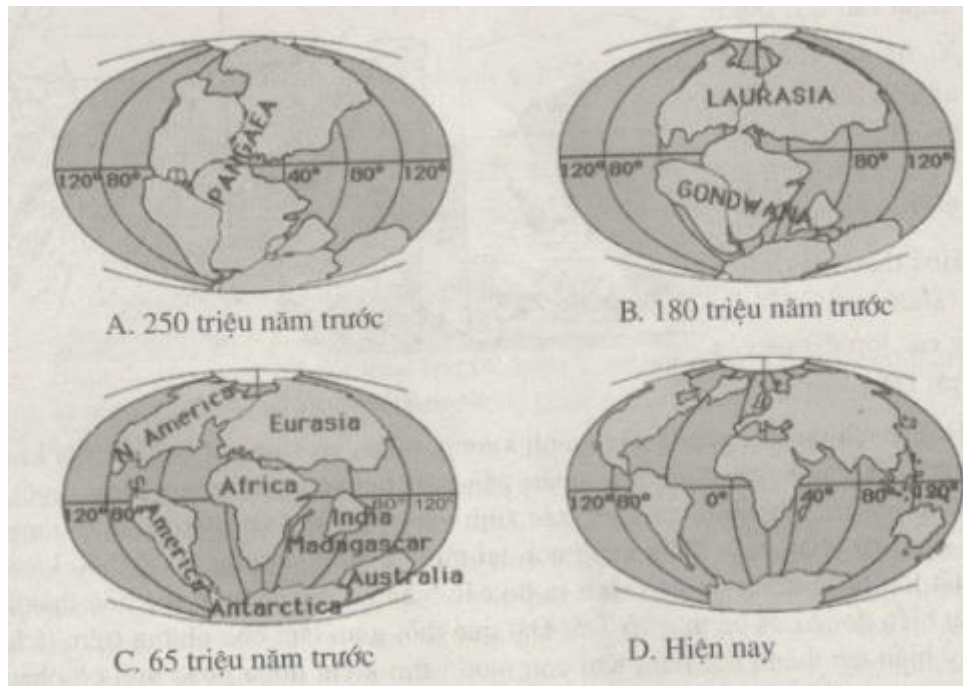 PANGAEA
120° 80° 40° 80° 120°
A. 250 triệu năm trước
LAURASIA
GONDWANA
120° 80° 80° 120°
B. 180 triệu năm trước
N. America
Eurasia
Africa
120° 80° 80° 120°
S. America
India
Madagascar
Australia
Antarctica
C. 65 triệu năm trước
120° 80° 0° 40° 80° 120°
D. Hiện nay